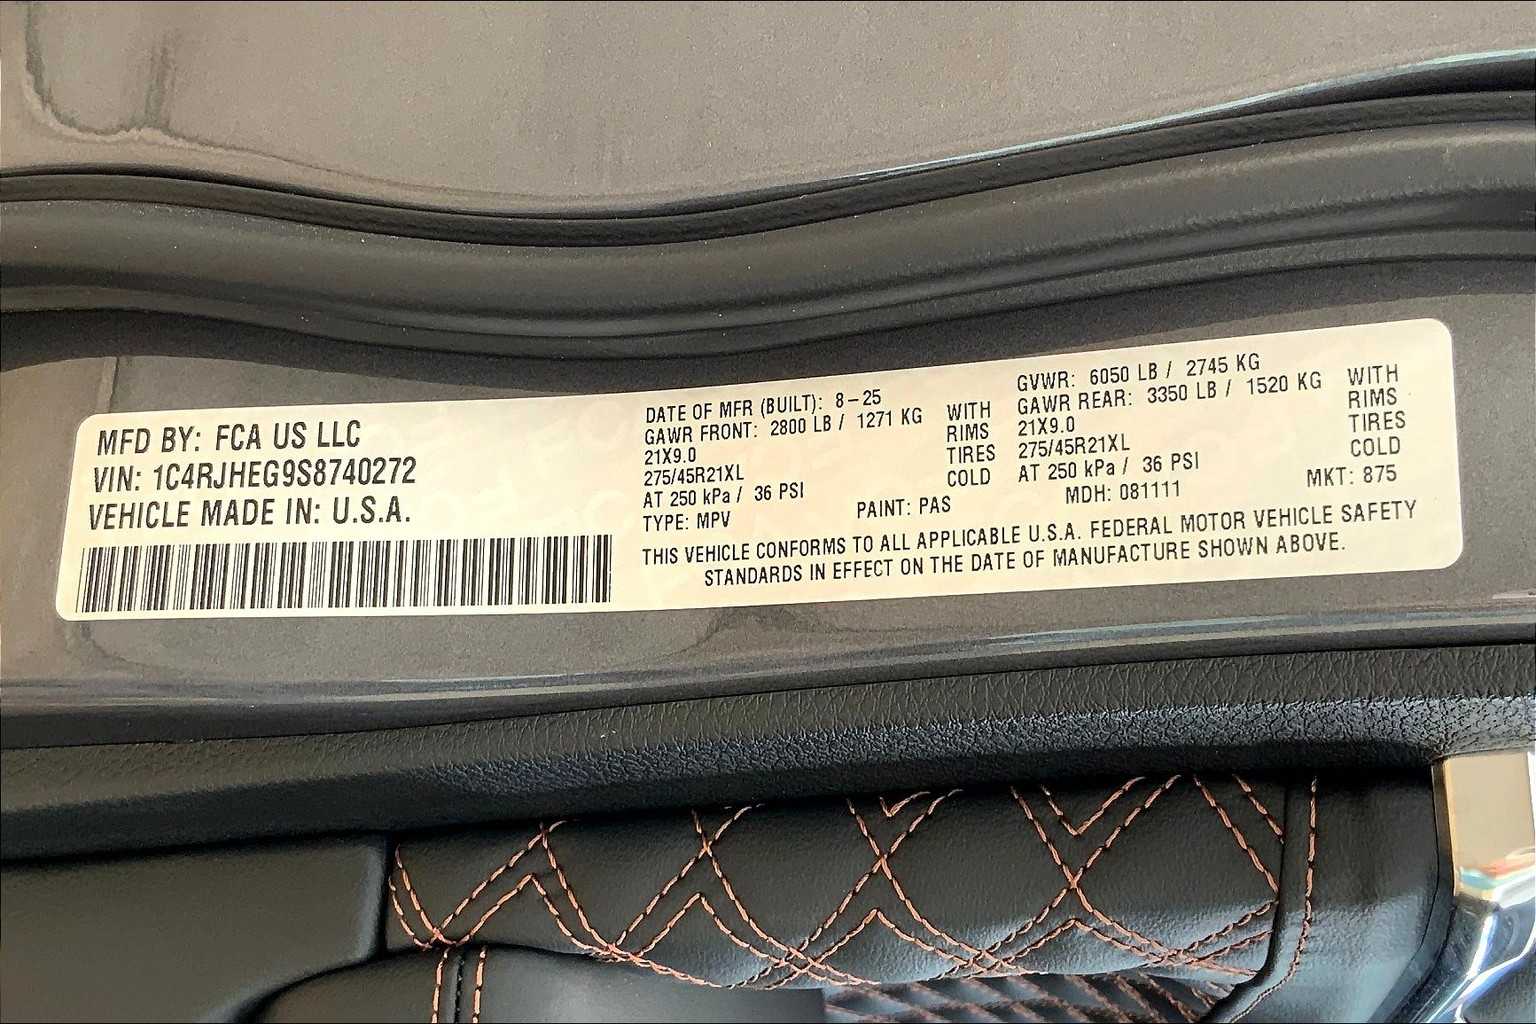 MFD BY: FCA US LLC
VIN: 1C4RJHEG9S8740272
VEHICLE MADE IN: U.S.A.
DATE OF MFR (BUILT): 8-25
GAWR FRONT: 2800 LB / 1271 KG WITH
21X9.0 RIMS
275/45R21XL TIRES
AT 250 kPa / 36 PSI COLD
TYPE: MPV PAINT: PAS
GVWR: 6050 LB / 2745 KG
GAWR REAR: 3350 LB / 1520 KG WITH
21X9.0 RIMS
275/45R21XL TIRES
AT 250 kPa / 36 PSI COLD
MDH: 081111 MKT: 875
THIS VEHICLE CONFORMS TO ALL APPLICABLE U.S.A. FEDERAL MOTOR VEHICLE SAFETY
STANDARDS IN EFFECT ON THE DATE OF MANUFACTURE SHOWN ABOVE.